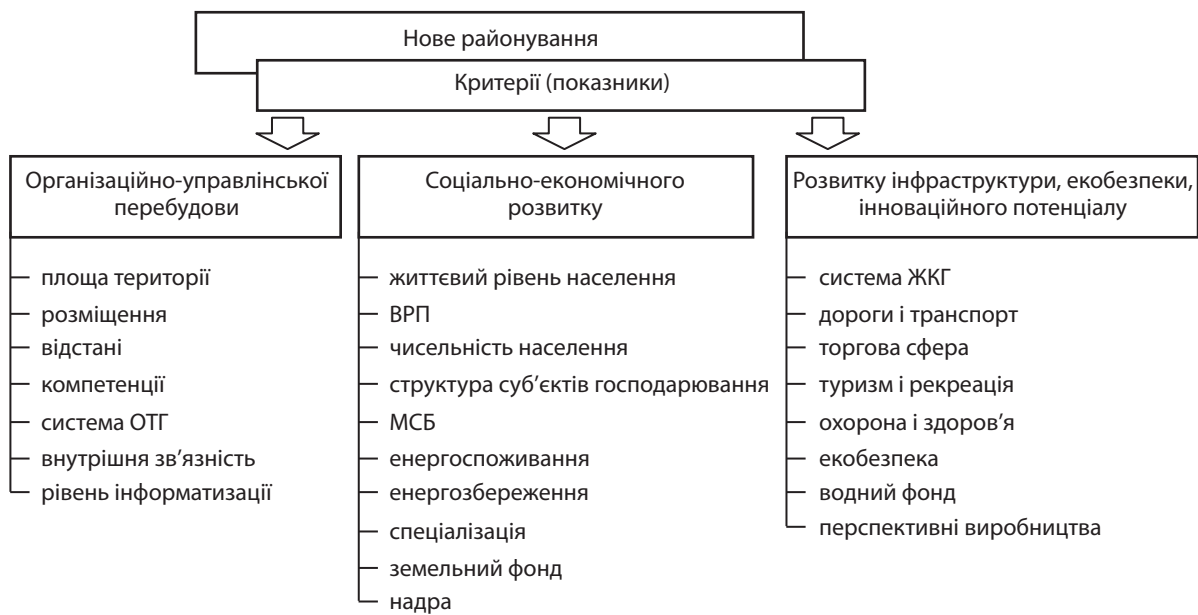 Нове районування
Критерії (показники)
Організаційно-управлінської
перебудови
площа території
розміщення
відстані
компетенції
система ОТГ
внутрішня зв’язність
рівень інформатизації
Соціально-економічного
розвитку
життєвий рівень населення
ВРП
чисельність населення
структура суб’єктів господарювання
МСБ
енергоспоживання
енергозбереження
спеціалізація
земельний фонд
надра
Розвитку інфраструктури, екобезпеки,
інноваційного потенціалу
система ЖКГ
дороги і транспорт
торгова сфера
туризм і рекреація
охорона і здоров’я
екобезпека
водний фонд
перспективні виробництва